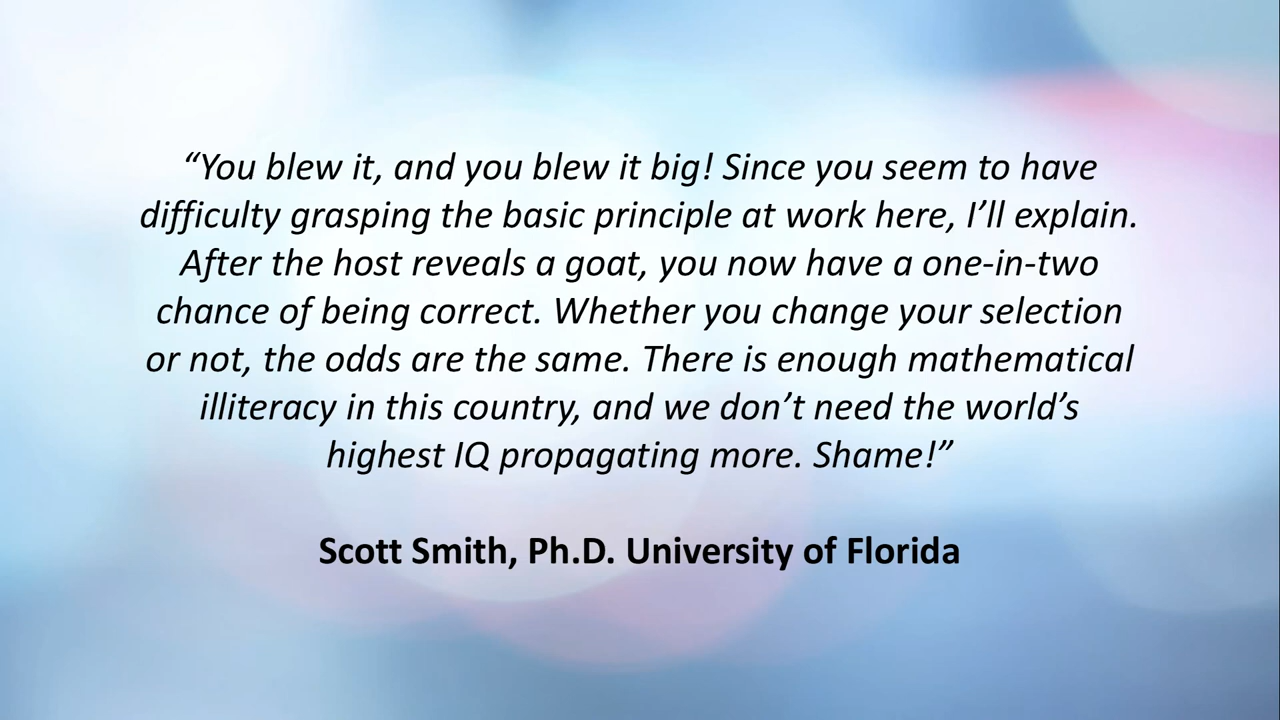 “You blew it, and you blew it big! Since you seem to have
difficulty grasping the basic principle at work here, I’ll explain.
After the host reveals a goat, you now have a one-in-two
chance of being correct. Whether you change your selection
or not, the odds are the same. There is enough mathematical
illiteracy in this country, and we don’t need the world’s
highest IQ propagating more. Shame!”
Scott Smith, Ph.D. University of Florida